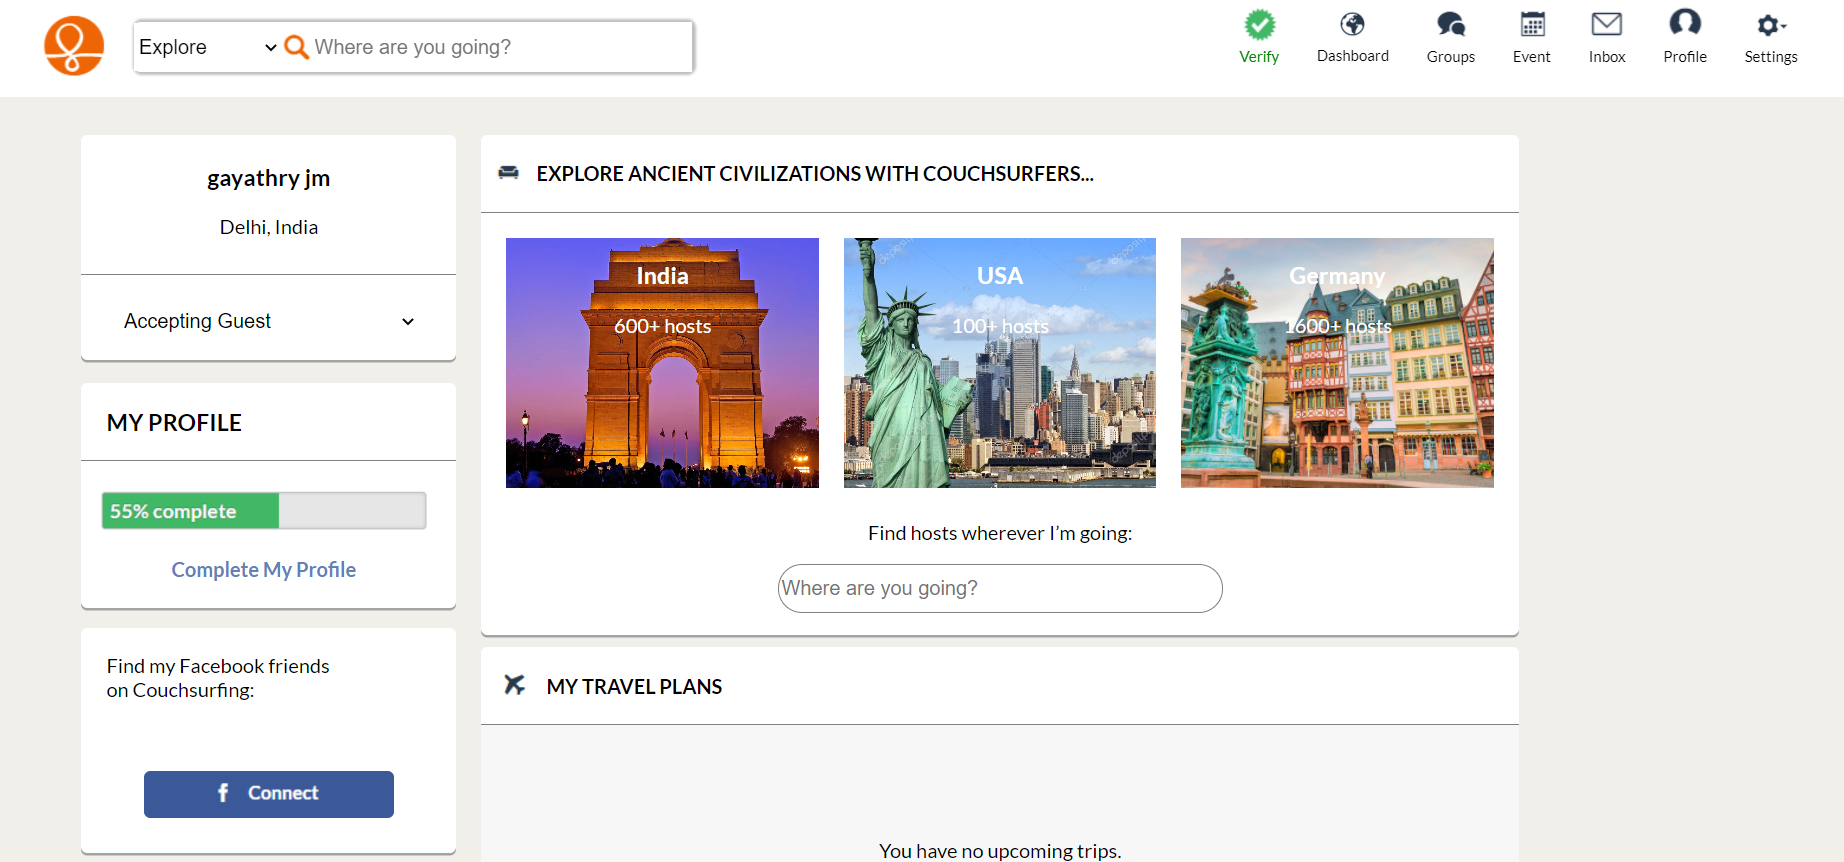 Explore
Where are you going?
Verify
Dashboard
Groups
Event
Inbox
Profile
Settings
gayathry jm
Delhi, India
Accepting Guest
MY PROFILE
55% complete
Complete My Profile
Find my Facebook friends
on Couchsurfing:
f Connect
EXPLORE ANCIENT CIVILIZATIONS WITH COUCHSURFERS...
India
600+ hosts
USA
100+ hosts
Germany
1600+ hosts
Find hosts wherever I’m going:
Where are you going?
MY TRAVEL PLANS
You have no upcoming trips.